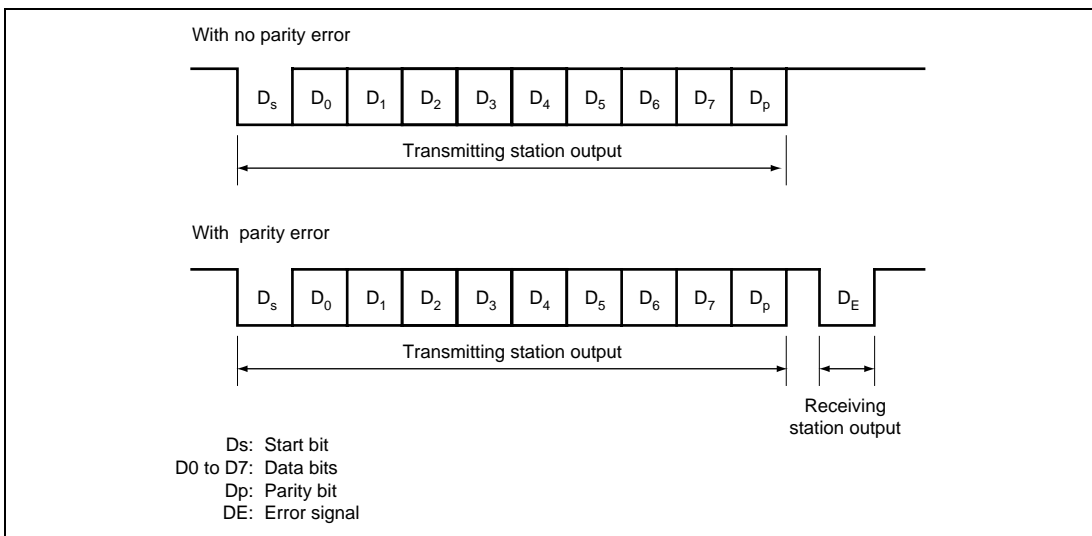 With no parity error
Ds D0 D1 D2 D3 D4 D5 D6 D7 Dp
Transmitting station output
With parity error
Ds D0 D1 D2 D3 D4 D5 D6 D7 Dp DE
Transmitting station output
Receiving
station output
Ds: Start bit
D0 to D7: Data bits
Dp: Parity bit
DE: Error signal